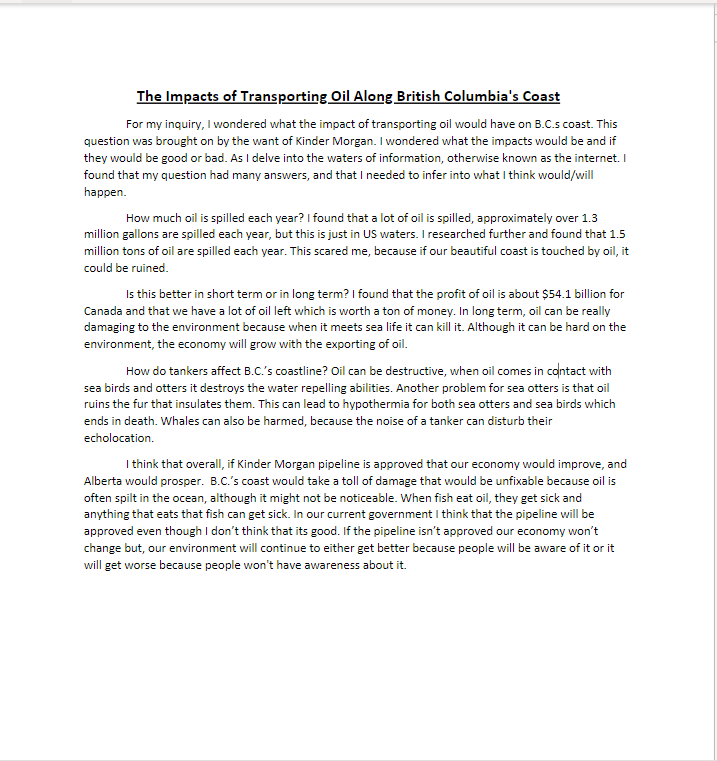 The Impacts of Transporting Oil Along British Columbia's Coast
For my inquiry, I wondered what the impact of transporting oil would have on B.C.s coast. This
question was brought on by the want of Kinder Morgan. I wondered what the impacts would be and if
they would be good or bad. As I delve into the waters of information, otherwise known as the internet. I
found that my question had many answers, and that I needed to infer into what I think would/will
happen.
How much oil is spilled each year? I found that a lot of oil is spilled, approximately over 1.3
million gallons are spilled each year, but this is just in US waters. I researched further and found that 1.5
million tons of oil are spilled each year. This scared me, because if our beautiful coast is touched by oil, it
could be ruined.
Is this better in short term or in long term? I found that the profit of oil is about $54.1 billion for
Canada and that we have a lot of oil left which is worth a ton of money. In long term, oil can be really
damaging to the environment because when it meets sea life it can kill it. Although it can be hard on the
environment, the economy will grow with the exporting of oil.
How do tankers affect B.C.'s coastline? Oil can be destructive, when oil comes in contact with
sea birds and otters it destroys the water repelling abilities. Another problem for sea otters is that oil
ruins the fur that insulates them. This can lead to hypothermia for both sea otters and sea birds which
ends in death. Whales can also be harmed, because the noise of a tanker can disturb their
echolocation.
I think that overall, if Kinder Morgan pipeline is approved that our economy would improve, and
Alberta would prosper.  B.C.'s coast would take a toll of damage that would be unfixable because oil is
often spilt in the ocean, although it might not be noticeable. When fish eat oil, they get sick and
anything that eats that fish can get sick. In our current government I think that the pipeline will be
approved even though I don't think that its good. If the pipeline isn't approved our economy won't
change but, our environment will continue to either get better because people will be aware of it or it
will get worse because people won't have awareness about it.